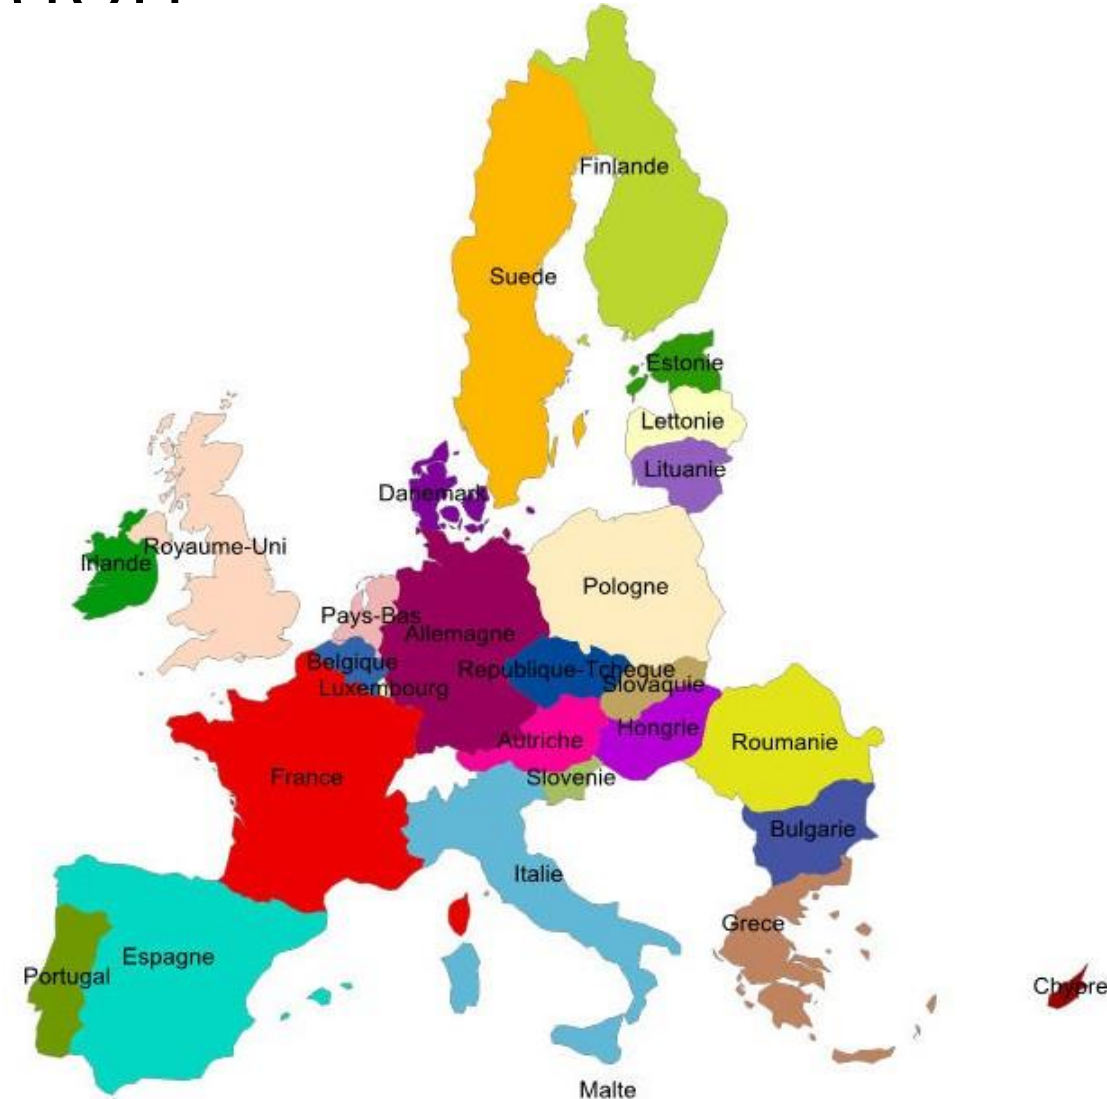 Finlande
Suede
Estonie
Lettonie
Lituanie
Danemark
Royaume-Uni
Irlande
Pologne
Pays-Bas
Allemagne
Belgique
Republique-Tcheque
Slovaquie
Luxembourg
Hongrie
Autriche
Roumanie
France
Slovenie
Bulgarie
Italie
Grece
Espagne
Portugal
Chypre
Malte